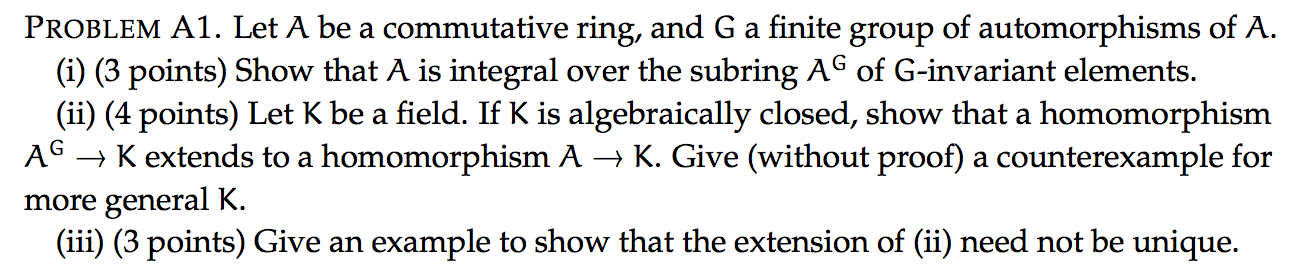 PROBLEM A1. Let A be a commutative ring, and G a finite group of automorphisms of A.
(i) (3 points) Show that A is integral over the subring A^G of G-invariant elements.
(ii) (4 points) Let K be a field. If K is algebraically closed, show that a homomorphism
A^G → K extends to a homomorphism A → K. Give (without proof) a counterexample for
more general K.
(iii) (3 points) Give an example to show that the extension of (ii) need not be unique.